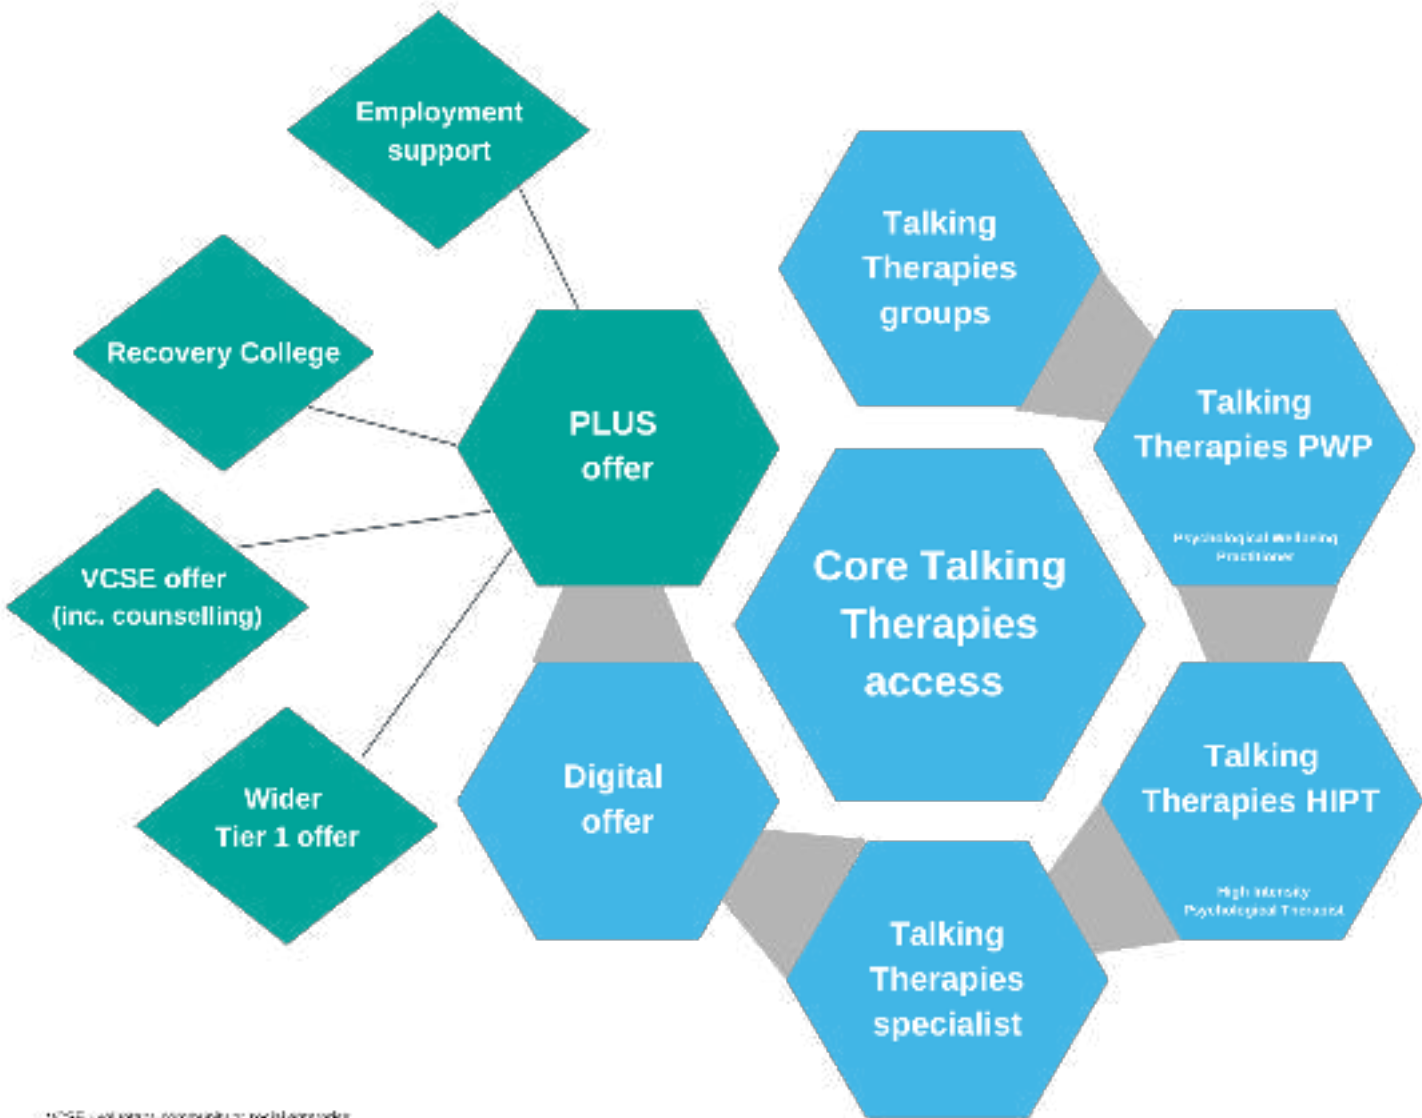 Employment
support
Recovery College
VCSE offer
(inc. counselling)
Wider
Tier 1 offer
PLUS
offer
Digital
offer
Talking
Therapies
groups
Talking
Therapies PWP
Psychological Wellbeing
Practitioner
Core Talking
Therapies
access
Talking
Therapies HIPT
High Intensity
Psychological Therapist
Talking
Therapies
specialist